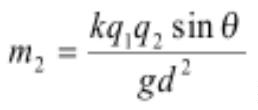 m₂ = kq₁q₂ sin θ / gd²